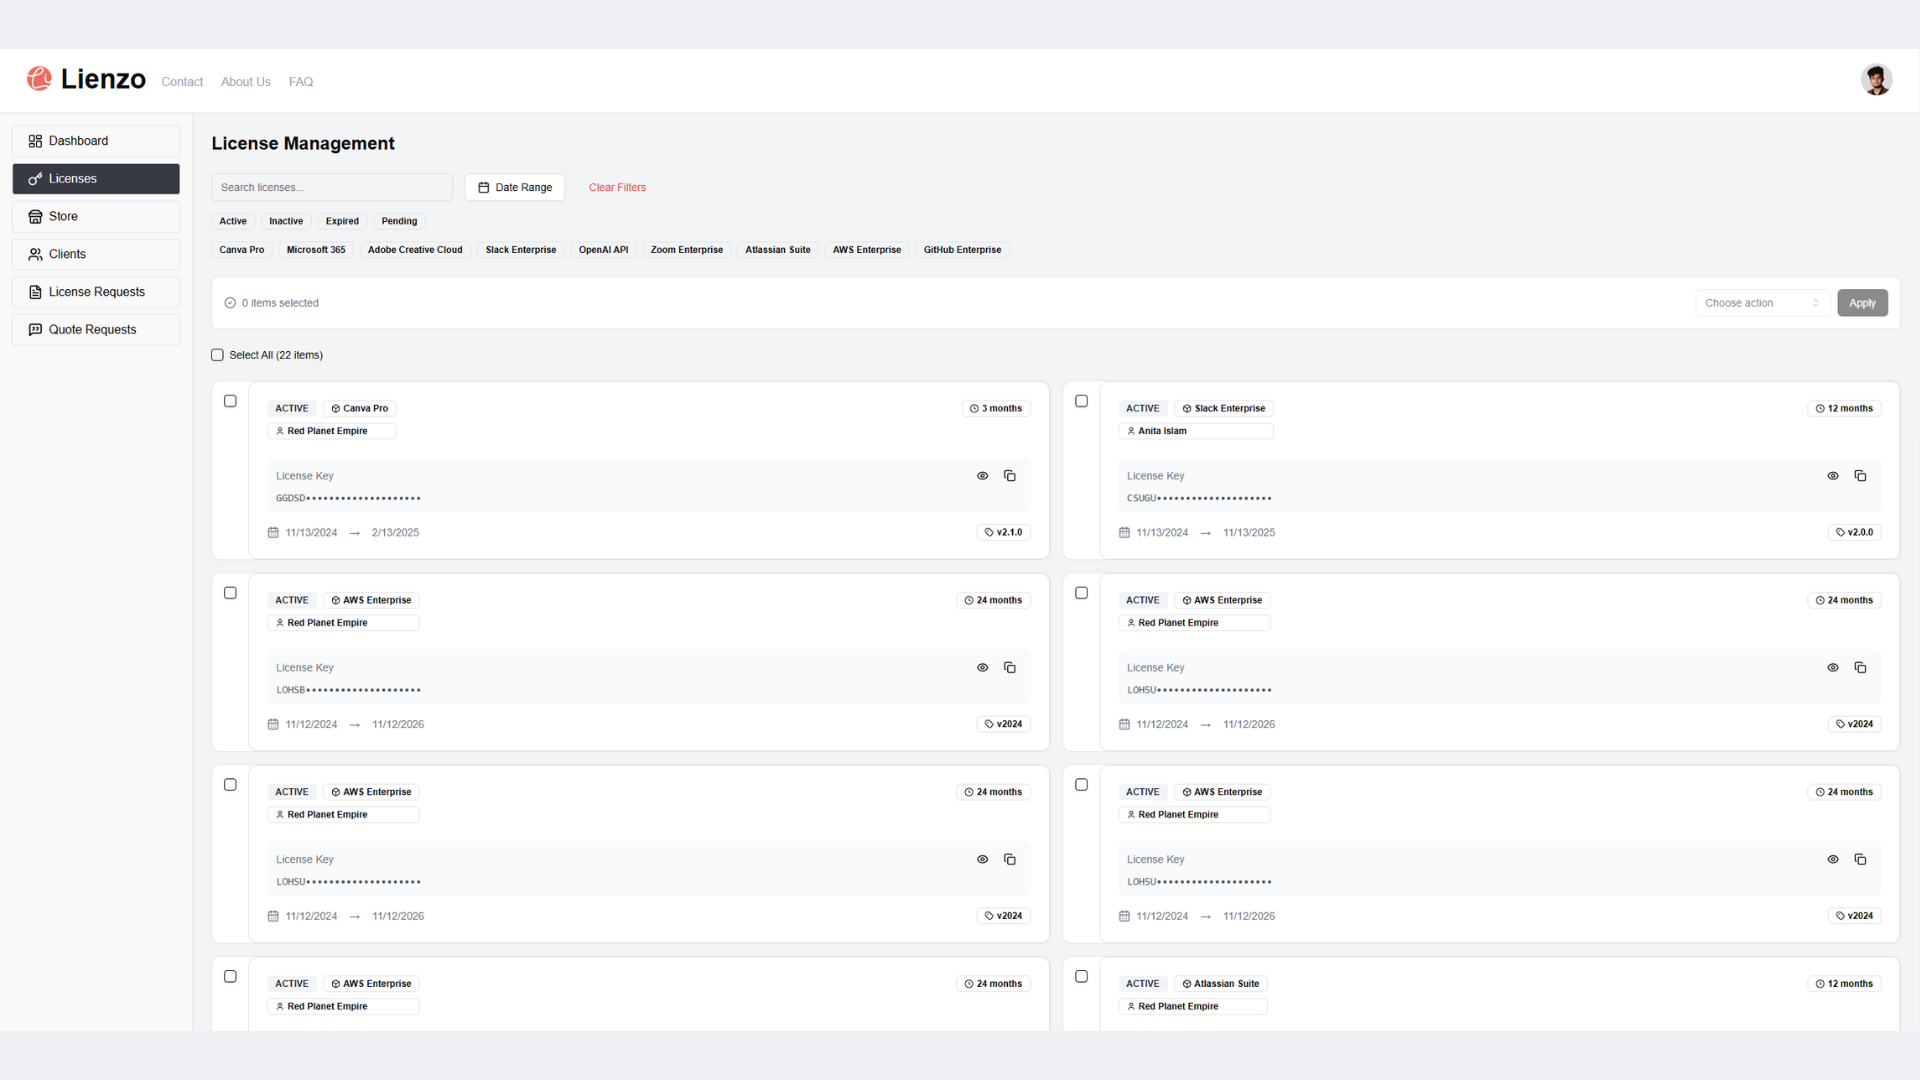 Lienzo
Contact
About Us
FAQ
Dashboard
Licenses
Store
Clients
License Requests
Quote Requests
License Management
Search licenses...
Date Range
Clear Filters
Active
Inactive
Expired
Pending
Canva Pro
Microsoft 365
Adobe Creative Cloud
Slack Enterprise
OpenAI API
Zoom Enterprise
Atlassian Suite
AWS Enterprise
GitHub Enterprise
0 items selected
Choose action
Apply
Select All (22 items)
ACTIVE
Canva Pro
3 months
Red Planet Empire
License Key
GGDSD••••••••••••••••••••
11/13/2024 → 2/13/2025
v2.1.0
ACTIVE
Slack Enterprise
12 months
Anita Islam
License Key
CSUGU••••••••••••••••••••
11/13/2024 → 11/13/2025
v2.0.0
ACTIVE
AWS Enterprise
24 months
Red Planet Empire
License Key
LOHSB••••••••••••••••••••
11/12/2024 → 11/12/2026
v2024
ACTIVE
AWS Enterprise
24 months
Red Planet Empire
License Key
LOHSU••••••••••••••••••••
11/12/2024 → 11/12/2026
v2024
ACTIVE
AWS Enterprise
24 months
Red Planet Empire
License Key
LOHSU••••••••••••••••••••
11/12/2024 → 11/12/2026
v2024
ACTIVE
AWS Enterprise
24 months
Red Planet Empire
License Key
LOHSU••••••••••••••••••••
11/12/2024 → 11/12/2026
v2024
ACTIVE
AWS Enterprise
24 months
Red Planet Empire
ACTIVE
Atlassian Suite
12 months
Red Planet Empire